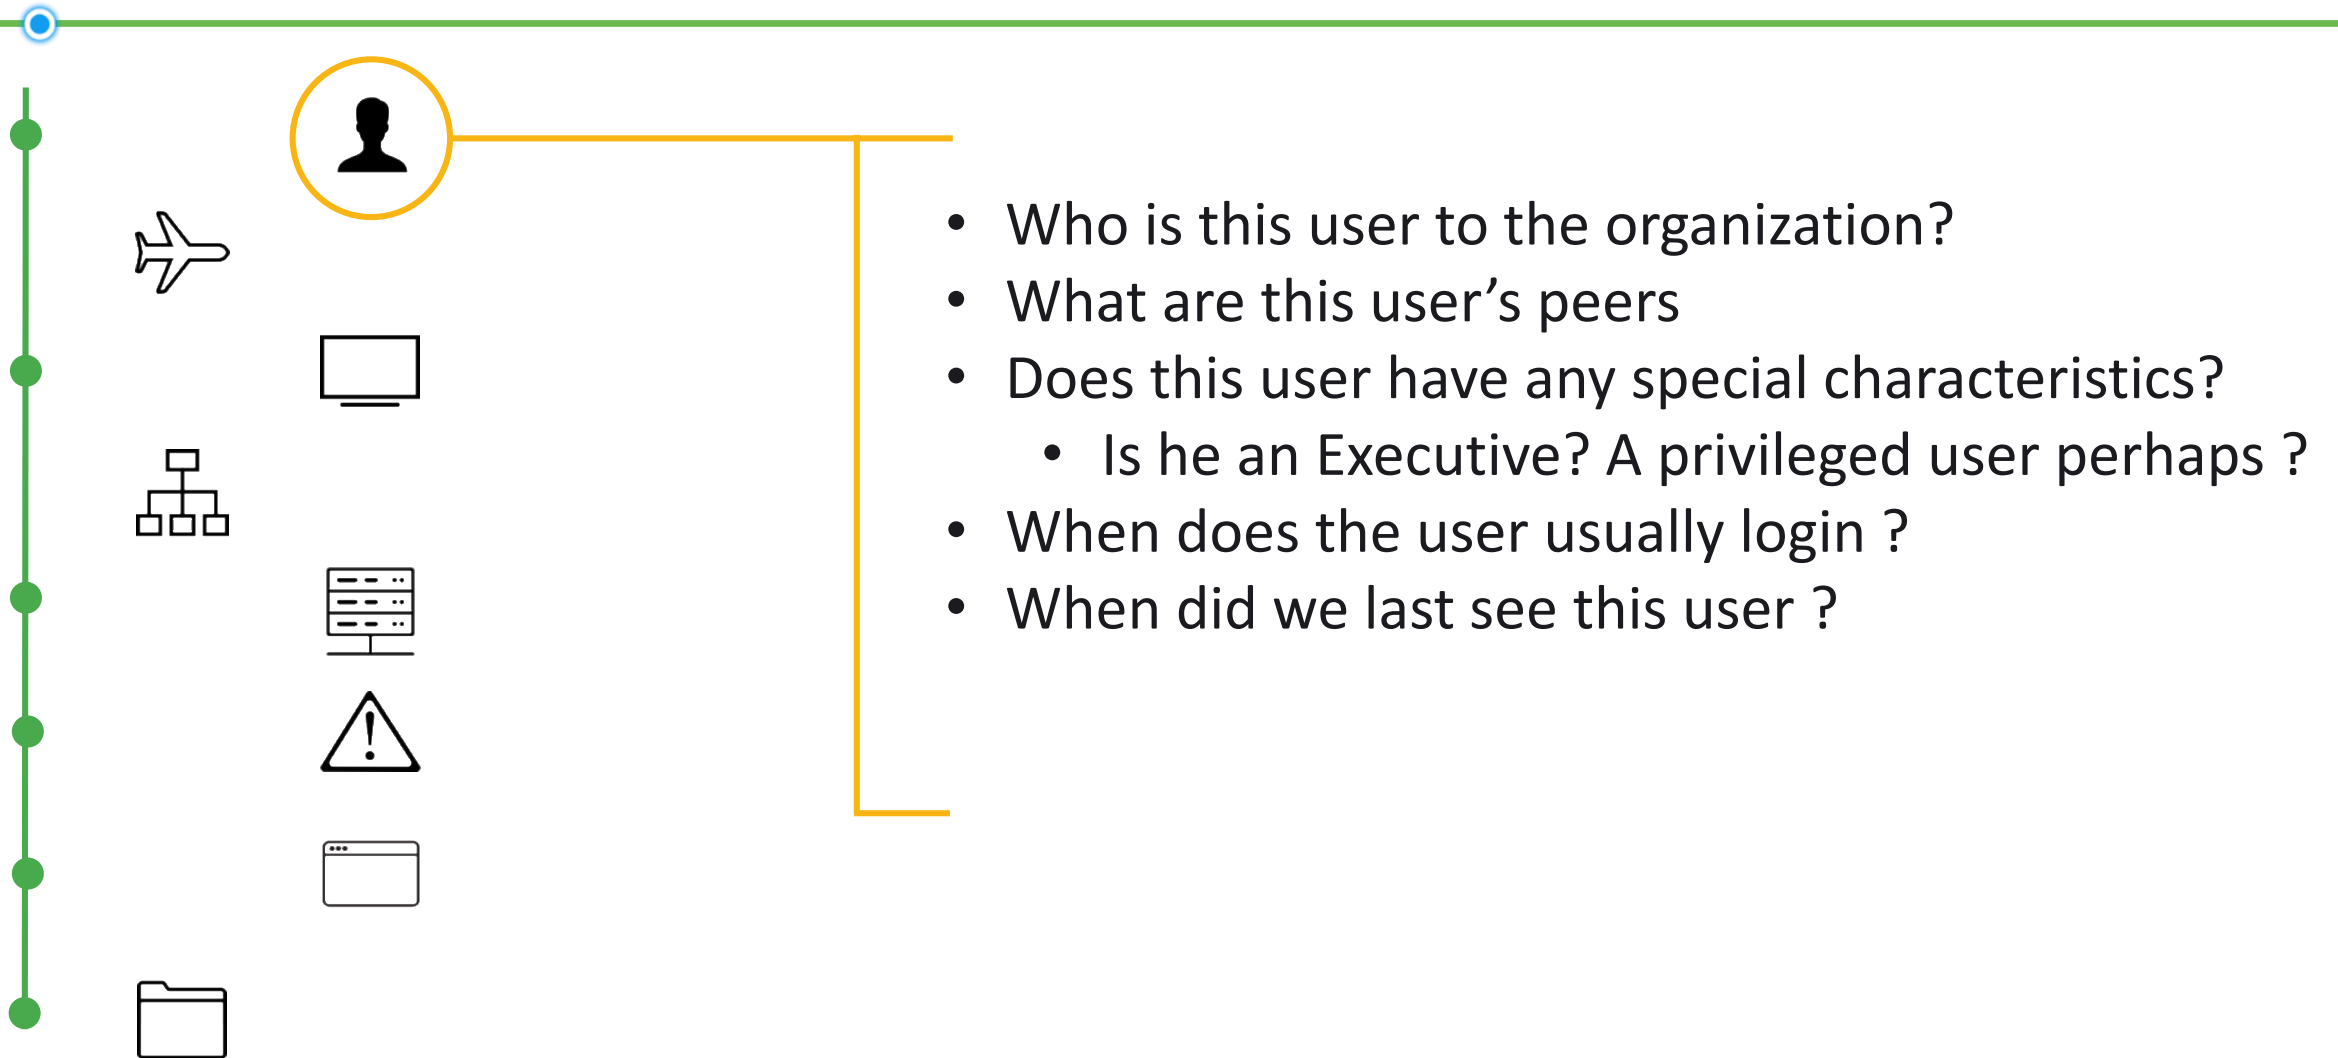 • Who is this user to the organization?
• What are this user’s peers
• Does this user have any special characteristics?
• Is he an Executive? A privileged user perhaps ?
• When does the user usually login ?
• When did we last see this user ?